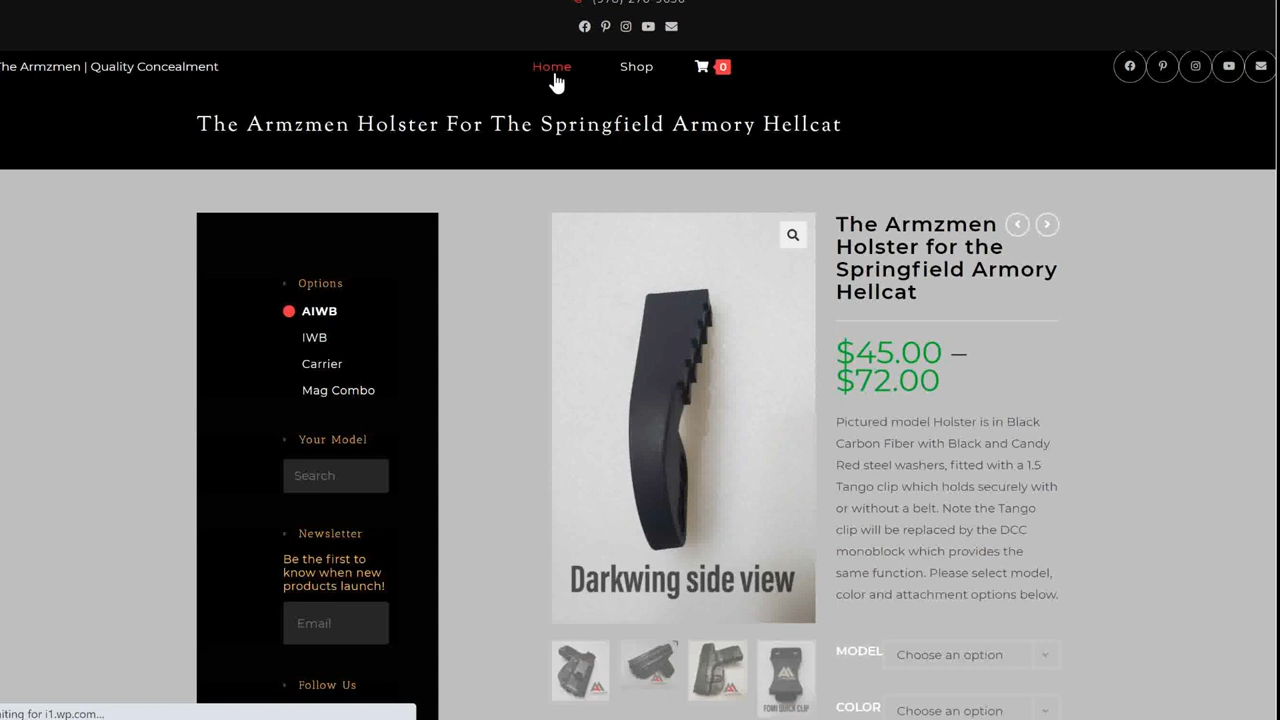 The Armzmen | Quality Concealment
Home
Shop
0
The Armzmen Holster For The Springfield Armory Hellcat
Options
AIWB
IWB
Carrier
Mag Combo
Your Model
Search
Newsletter
Be the first to
know when new
products launch!
Email
Follow Us
Darkwing side view
FOMI QUICK CLIP
The Armzmen
Holster for the
Springfield Armory
Hellcat
$45.00 –
$72.00
Pictured model Holster is in Black
Carbon Fiber with Black and Candy
Red steel washers, fitted with a 1.5
Tango clip which holds securely with
or without a belt. Note the Tango
clip will be replaced by the DCC
monoblock which provides the
same function. Please select model,
color and attachment options below.
MODEL
Choose an option
COLOR
Choose an option
iting for i1.wp.com...